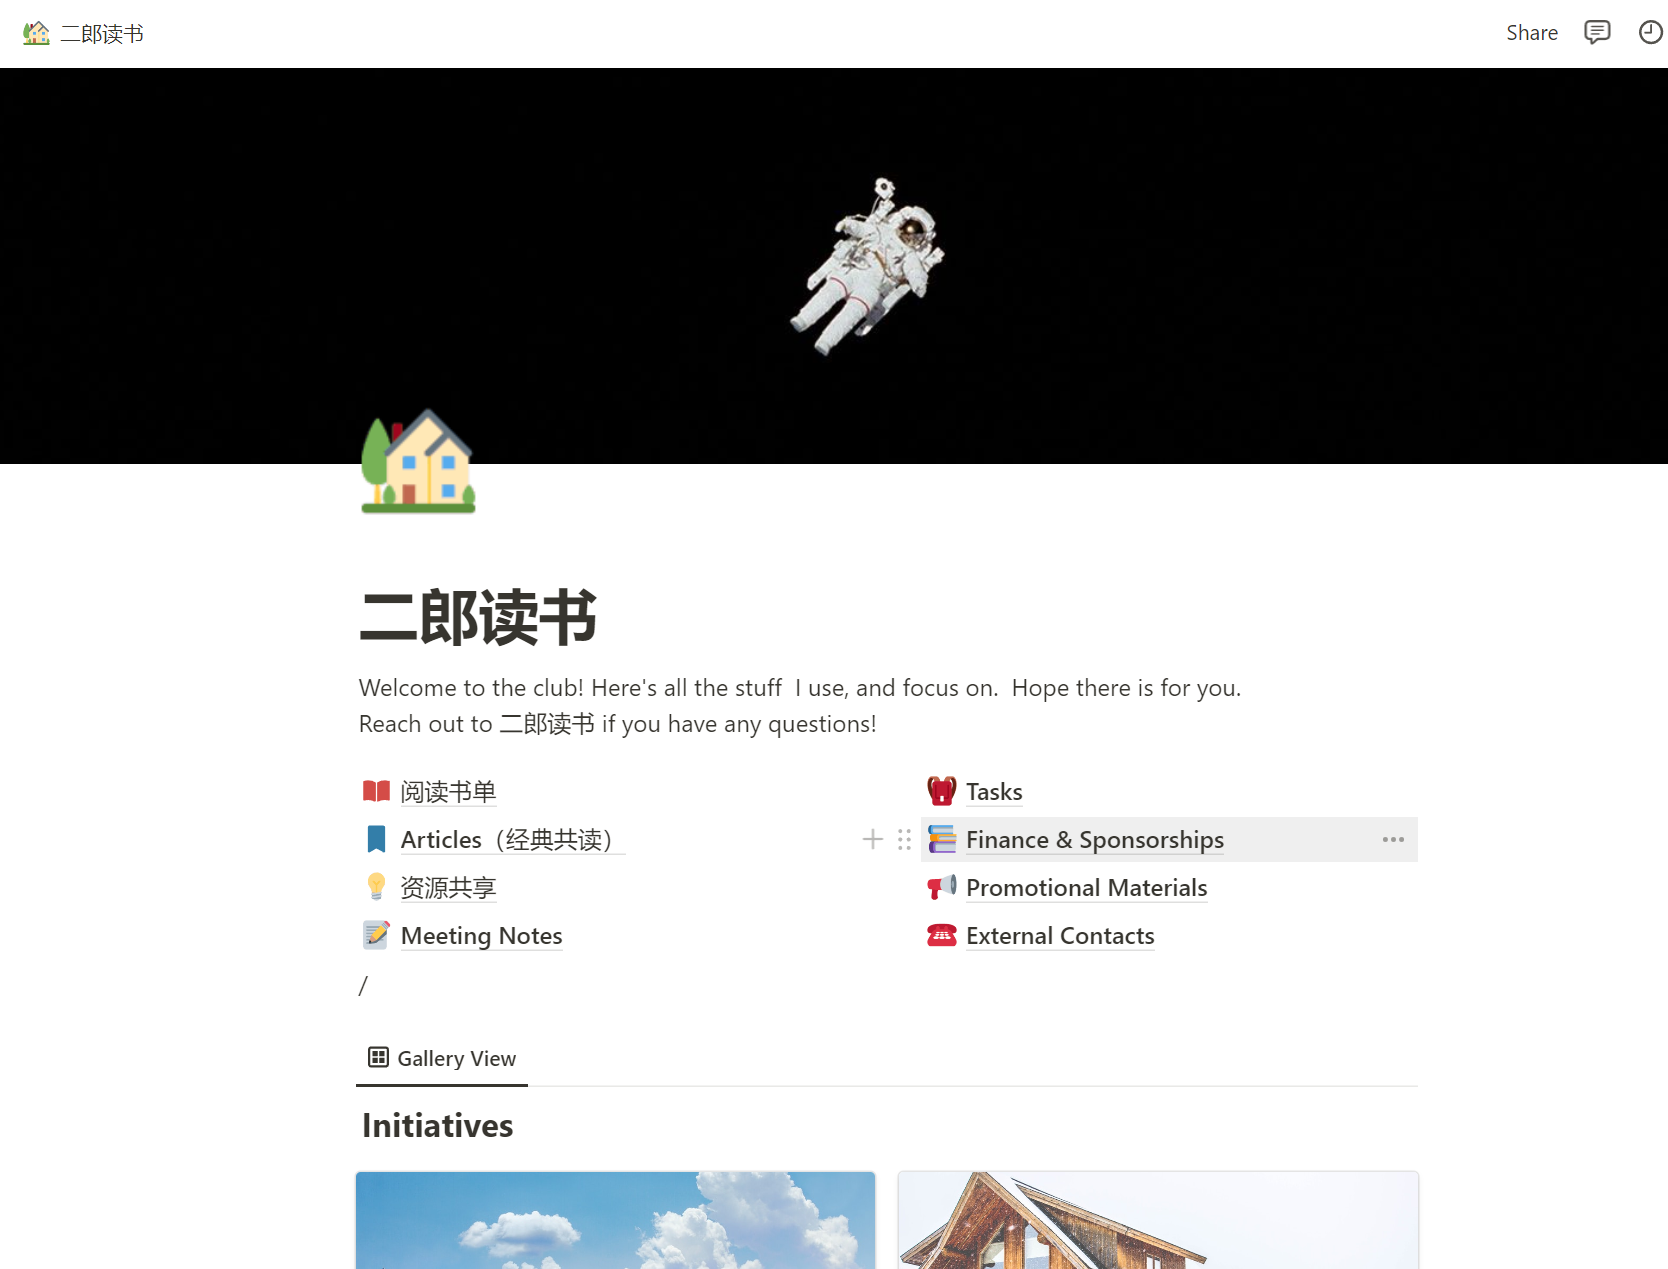 二郎读书
Share
二郎读书
Welcome to the club! Here's all the stuff  I use, and focus on.  Hope there is for you.
Reach out to 二郎读书 if you have any questions!
阅读书单
Articles（经典共读）
资源共享
Meeting Notes
Tasks
Finance & Sponsorships
Promotional Materials
External Contacts
/
Gallery View
Initiatives